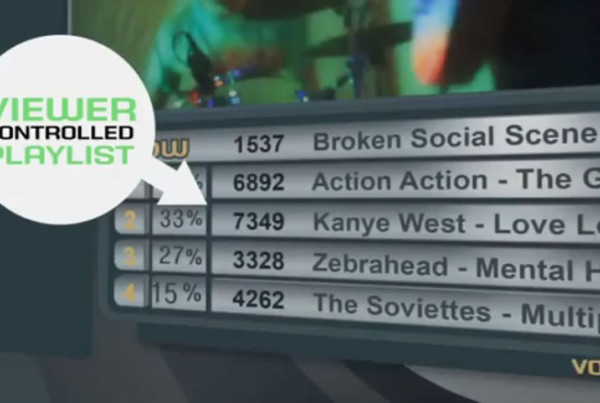 VIEWER
CONTROLLED
PLAYLIST
OW 1537 Broken Social Scene
% 6892 Action Action - The G
2 33% 7349 Kanye West - Love L
3 27% 3328 Zebrahead - Mental H
4 15% 4262 The Soviettes - Multip
VO